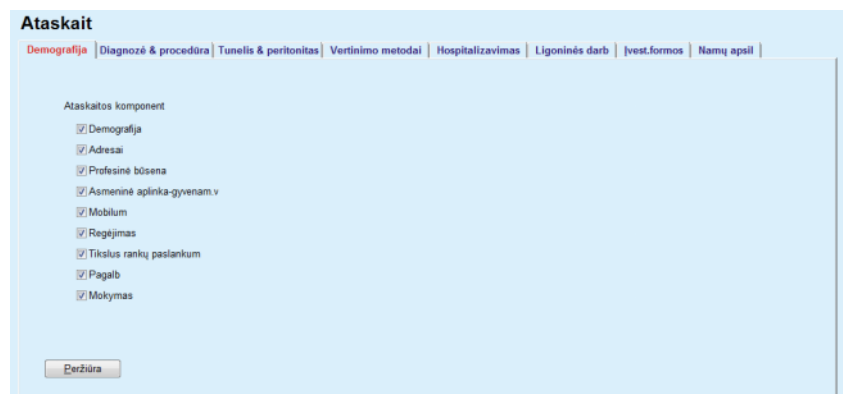 Ataskait
Demografija Diagnozė & procedūra Tunelis & peritonitas Vertinimo metodai Hospitalizavimas Ligoninės darb Įvest.formos Namų apsil
Ataskaitos komponent
Demografija
Adresai
Profesinė būsena
Asmeninė aplinka-gyvenam.v
Mobilum
Regėjimas
Tikslus rankų paslankum
Pagalb
Mokymas
Peržiūra